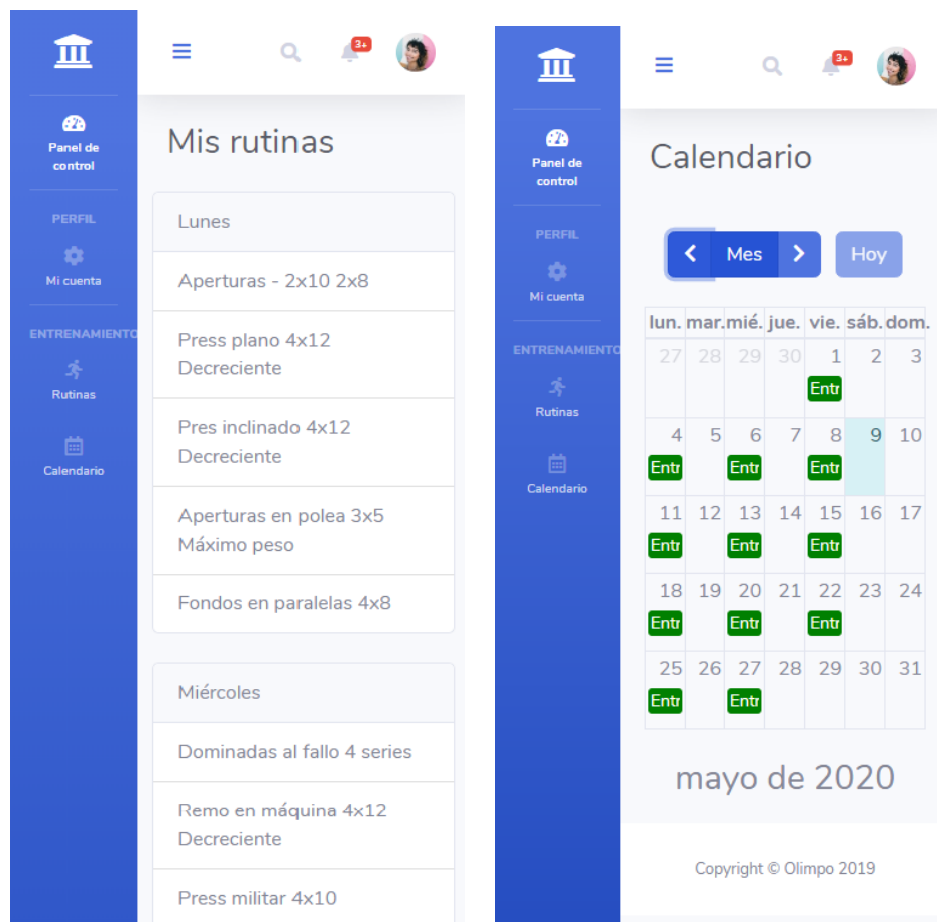 3+
Panel de
control
PERFIL
Mi cuenta
ENTRENAMIENTO
Rutinas
Calendario
Mis rutinas
Lunes
Aperturas - 2x10 2x8
Press plano 4x12
Decreciente
Pres inclinado 4x12
Decreciente
Aperturas en polea 3x5
Máximo peso
Fondos en paralelas 4x8
Miércoles
Dominadas al fallo 4 series
Remo en máquina 4x12
Decreciente
Press militar 4x10
3+
Panel de
control
PERFIL
Mi cuenta
ENTRENAMIENTO
Rutinas
Calendario
Calendario
Mes Hoy
lun. mar. mié. jue. vie. sáb. dom.
27 28 29 30 1 2 3
Entr
4 5 6 7 8 9 10
Entr Entr Entr
11 12 13 14 15 16 17
Entr Entr Entr
18 19 20 21 22 23 24
Entr Entr Entr
25 26 27 28 29 30 31
Entr Entr
mayo de 2020
Copyright © Olimpo 2019